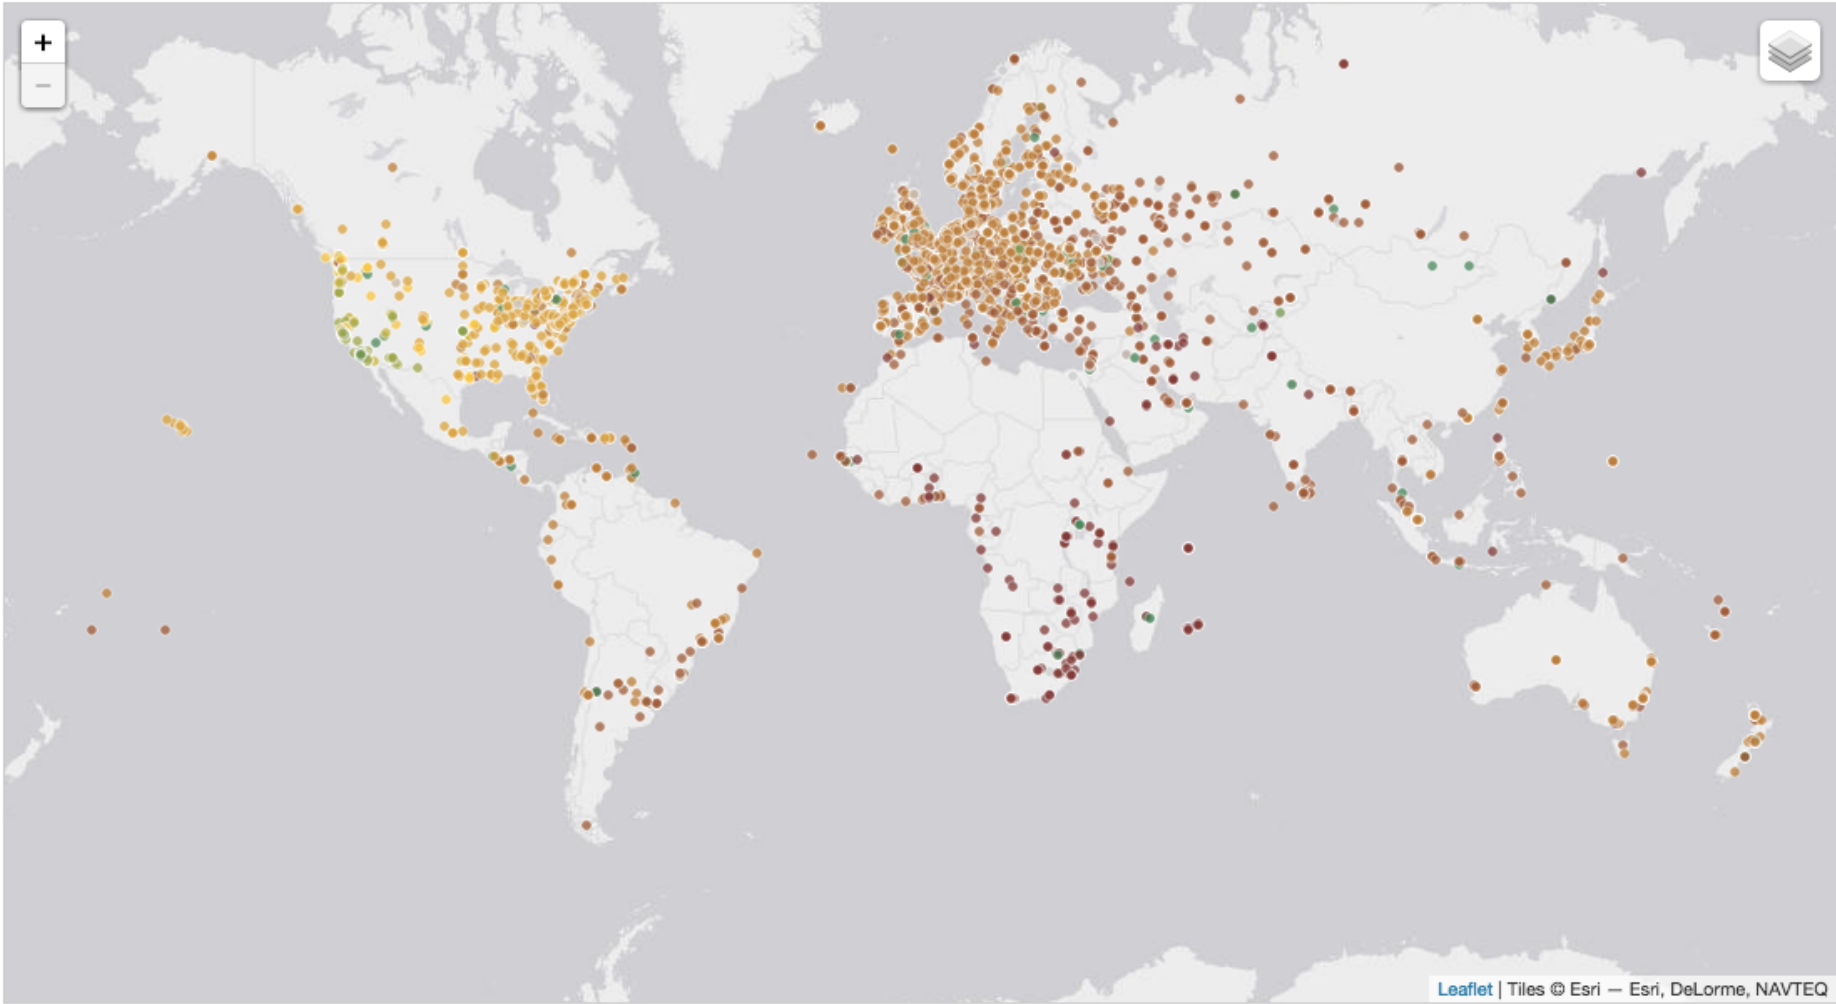 +
−
Leaflet | Tiles © Esri — Esri, DeLorme, NAVTEQ